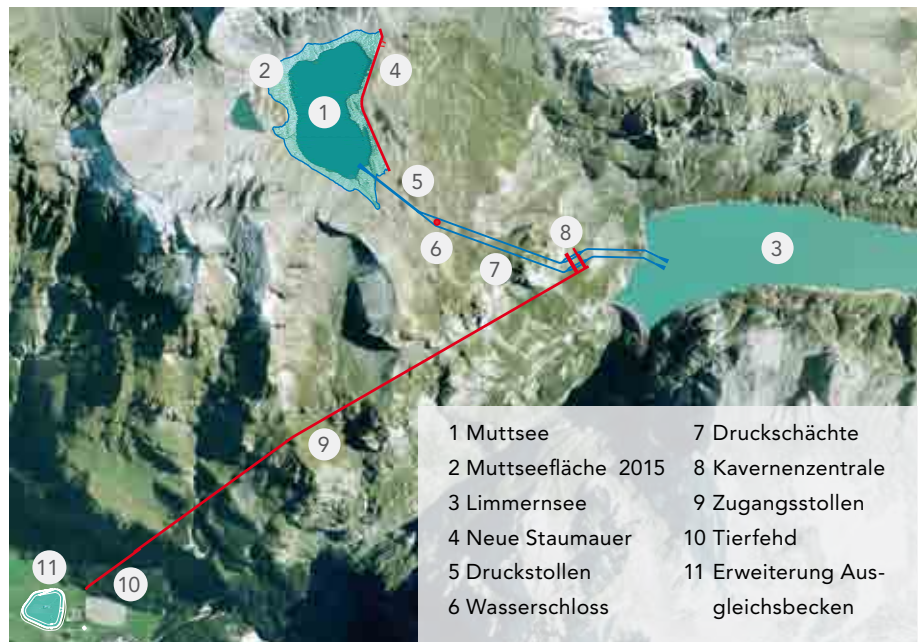 2
4
1
5
8
6
3
7
9
11
10
1 Muttsee
2 Muttseefläche 2015
3 Limmernsee
4 Neue Staumauer
5 Druckstollen
6 Wasserschloss
7 Druckschächte
8 Kavernenzentrale
9 Zugangsstollen
10 Tierfehd
11 Erweiterung Aus-
gleichsbecken